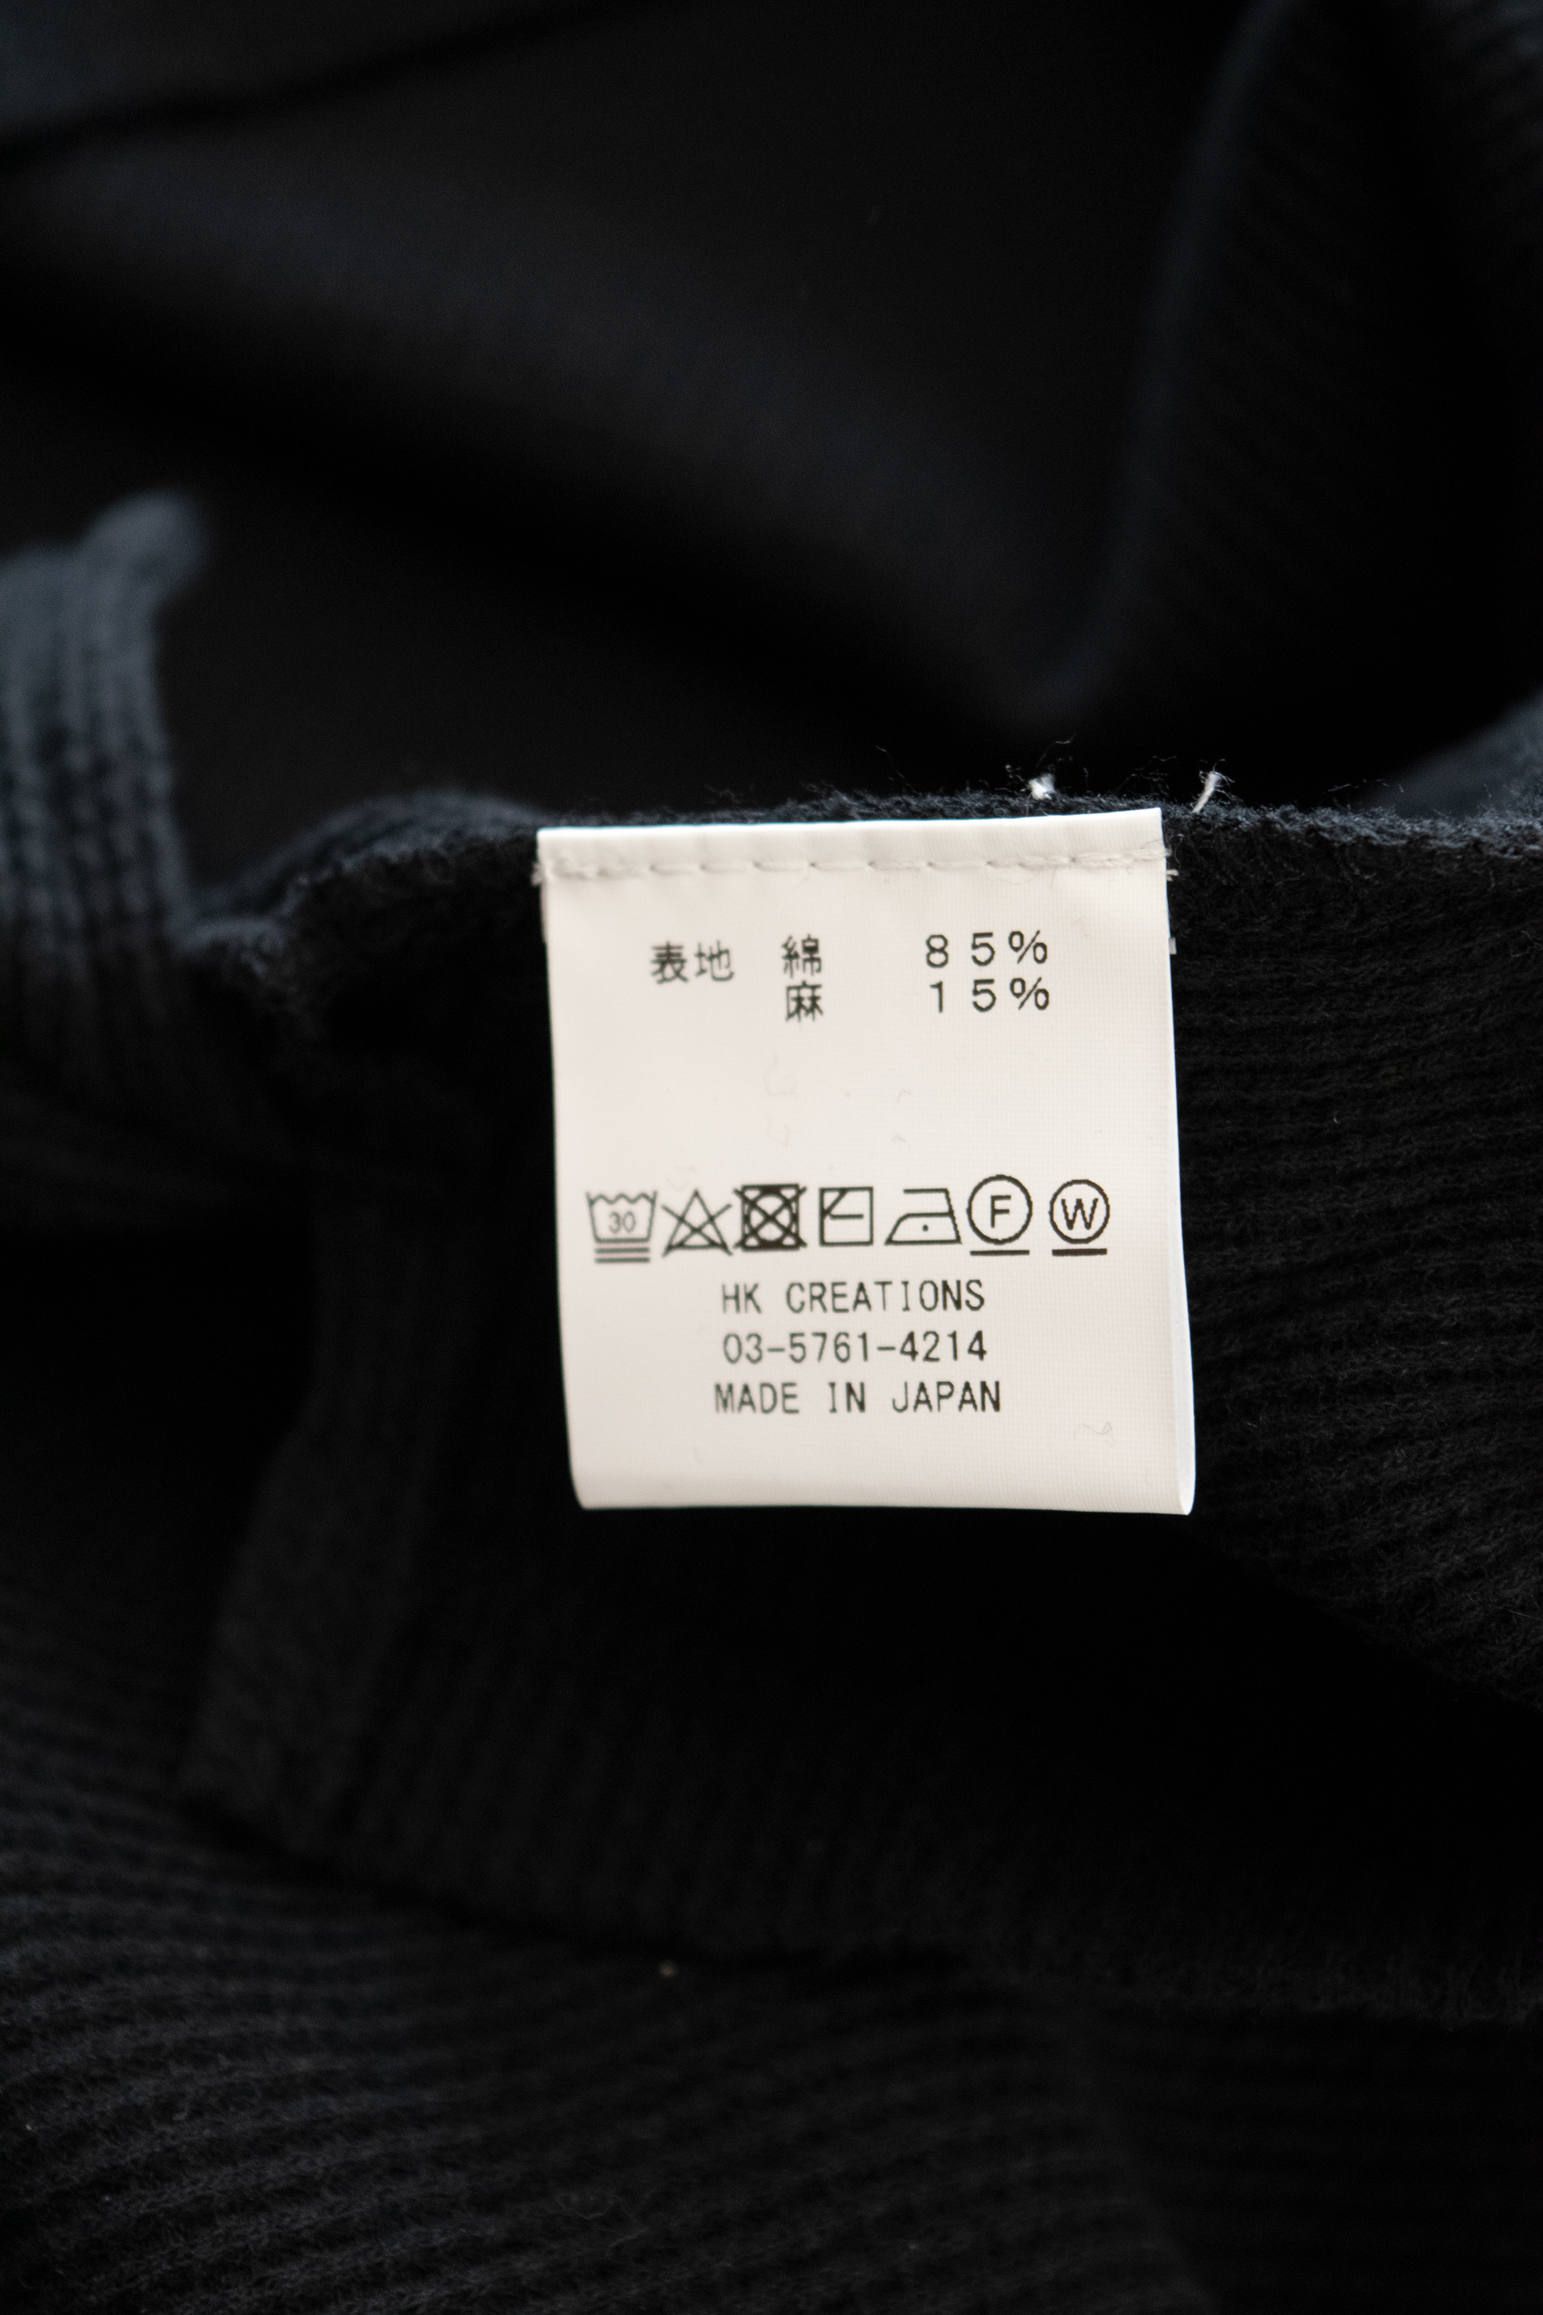 表地 綿 85%
麻 15%
30 F W
HK CREATIONS
03-5761-4214
MADE IN JAPAN